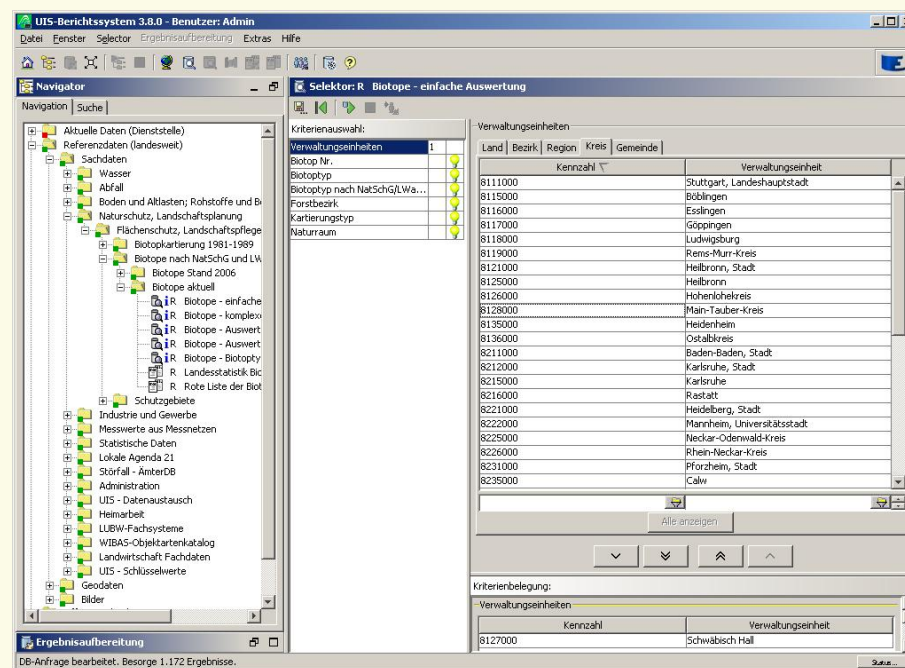 UIS-Berichtssystem 3.8.0 - Benutzer: Admin
Datei Fenster Selector Ergebnisaufbereitung Extras Hilfe
Navigator
Navigation Suche
Aktuelle Daten (Dienststelle)
Referenzdaten (landesweit)
Sachdaten
Wasser
Abfall
Boden und Altlasten; Rohstoffe und B
Naturschutz, Landschaftsplanung
Flächenschutz, Landschaftspflege
Biotopkartierung 1981-1989
Biotope nach NatSchG und LW
Biotope Stand 2006
Biotope aktuell
R Biotope - einfache
R Biotope - komplex
R Biotope - Auswert
R Biotope - Auswert
R Biotope - Biotopty
R Landesstatistik Bio
R Rote Liste der Biot
Schutzgebiete
Industrie und Gewerbe
Messwerte aus Messnetzen
Statistische Daten
Lokale Agenda 21
Störfall - ÄmterDB
Administration
UIS - Datenaustausch
Heimarbeit
LUBW-Fachsysteme
WIBAS-Objektartenkatalog
Landwirtschaft Fachdaten
UIS - Schlüsselwerte
Geodaten
Bilder
Ergebnisaufbereitung
Selektor: R Biotope - einfache Auswertung
Kriterienauswahl:
Verwaltungseinheiten 1
Biotop Nr.
Biotoptyp
Biotoptyp nach NatSchG/LWa...
Forstbezirk
Kartierungstyp
Naturraum
Verwaltungseinheiten
Land Bezirk Region Kreis Gemeinde
Kennzahl Verwaltungseinheit
8111000 Stuttgart, Landeshauptstadt
8115000 Böblingen
8116000 Esslingen
8117000 Göppingen
8118000 Ludwigsburg
8119000 Rems-Murr-Kreis
8121000 Heilbronn, Stadt
8125000 Heilbronn
8126000 Hohenlohekreis
8128000 Main-Tauber-Kreis
8135000 Heidenheim
8136000 Ostalbkreis
8211000 Baden-Baden, Stadt
8212000 Karlsruhe, Stadt
8215000 Karlsruhe
8216000 Rastatt
8221000 Heidelberg, Stadt
8222000 Mannheim, Universitätsstadt
8225000 Neckar-Odenwald-Kreis
8226000 Rhein-Neckar-Kreis
8231000 Pforzheim, Stadt
8235000 Calw
Alle anzeigen
Kriterienbelegung:
Verwaltungseinheiten
Kennzahl Verwaltungseinheit
8127000 Schwäbisch Hall
DB-Anfrage bearbeitet. Besorge 1.172 Ergebnisse.
Status...